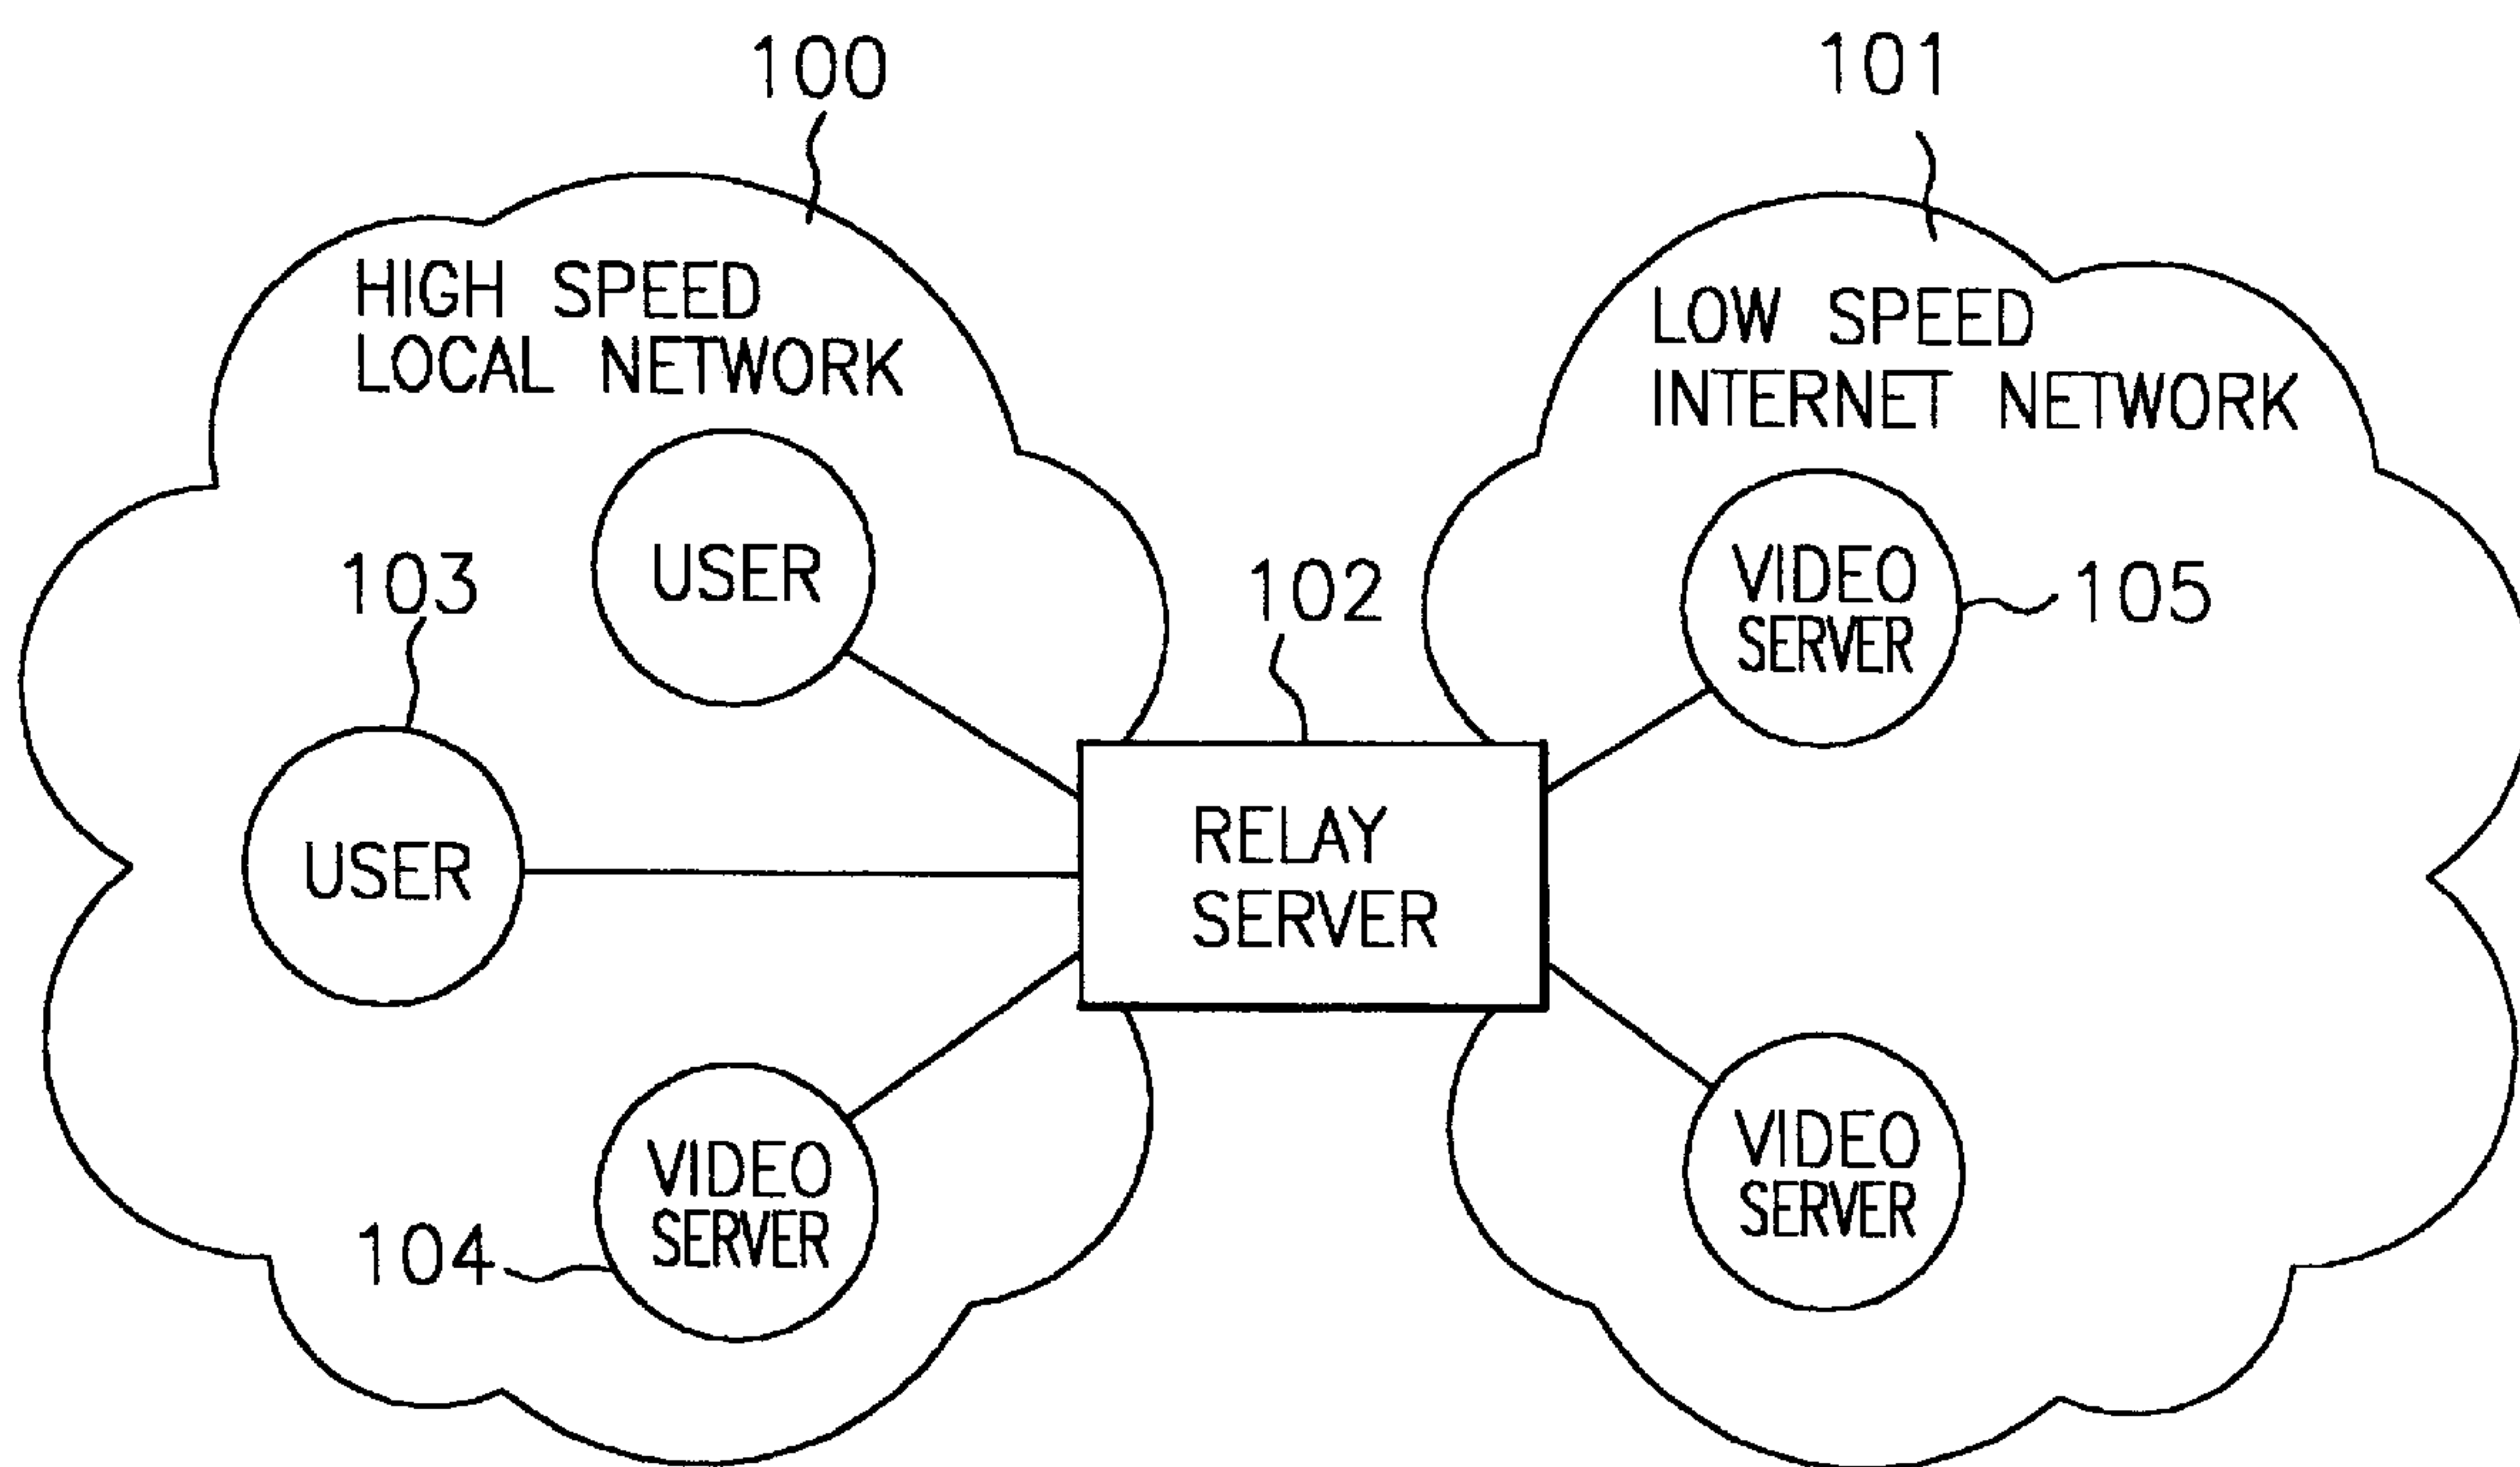 100
101
HIGH SPEED
LOCAL NETWORK
LOW SPEED
INTERNET NETWORK
USER
103
102
VIDEO
SERVER
105
USER
RELAY
SERVER
VIDEO
SERVER
104
VIDEO
SERVER